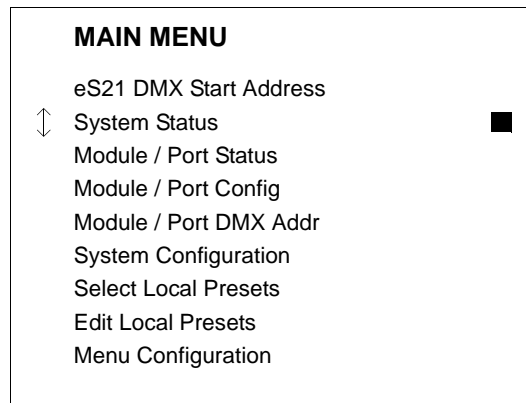 MAIN MENU
eS21 DMX Start Address
System Status
Module / Port Status
Module / Port Config
Module / Port DMX Addr
System Configuration
Select Local Presets
Edit Local Presets
Menu Configuration